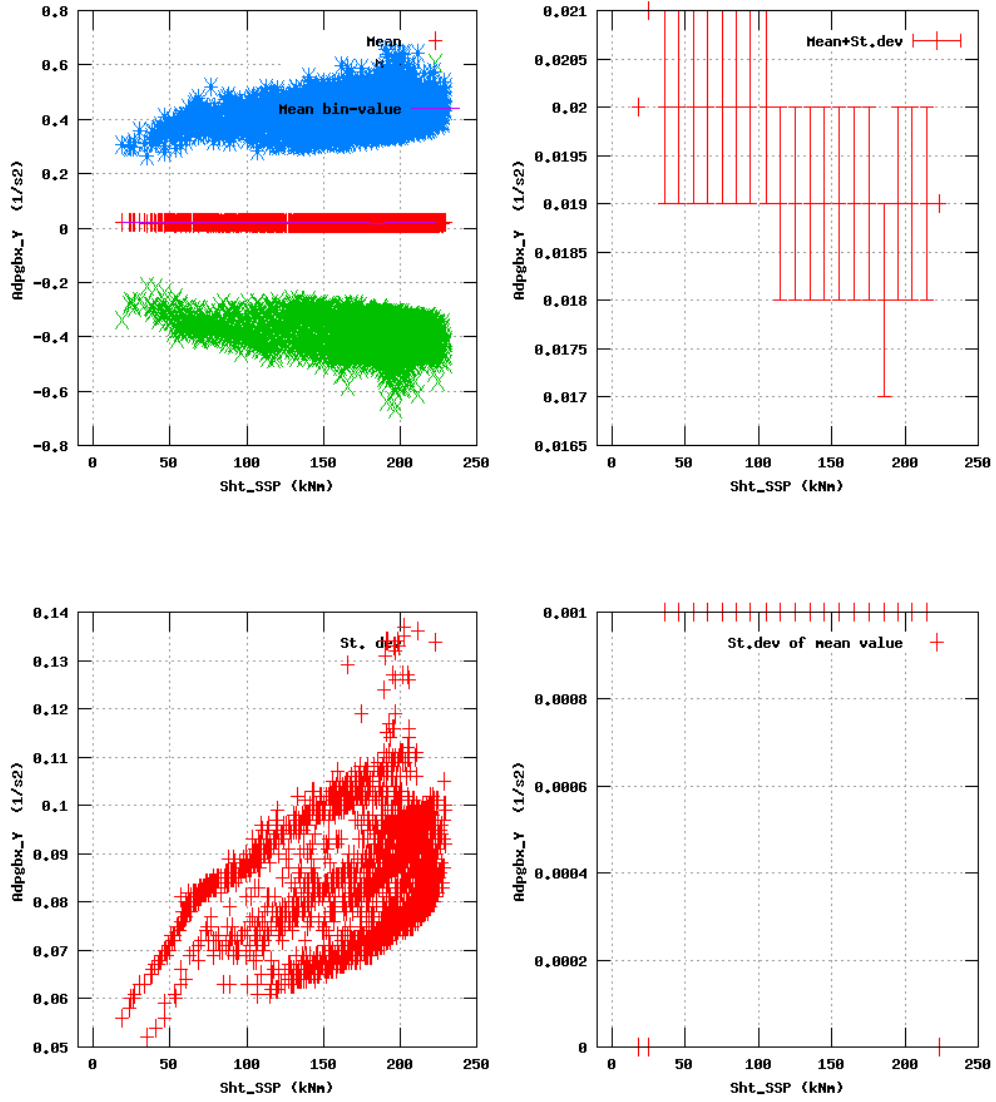 0.8
0.6
0.4
0.2
0
-0.2
-0.4
-0.6
-0.8
Adpgbx_Y (1/s2)
Mean
M
Mean bin-value
0 50 100 150 200 250
Sht_SSP (kNm)
0.021
0.0205
0.02
0.0195
0.019
0.0185
0.018
0.0175
0.017
0.0165
Adpgbx_Y (1/s2)
Mean+St.dev
0 50 100 150 200 250
Sht_SSP (kNm)
0.14
0.13
0.12
0.11
0.1
0.09
0.08
0.07
0.06
0.05
Adpgbx_Y (1/s2)
St. dev
0 50 100 150 200 250
Sht_SSP (kNm)
0.001
0.0008
0.0006
0.0004
0.0002
0
Adpgbx_Y (1/s2)
St.dev of mean value
0 50 100 150 200 250
Sht_SSP (kNm)